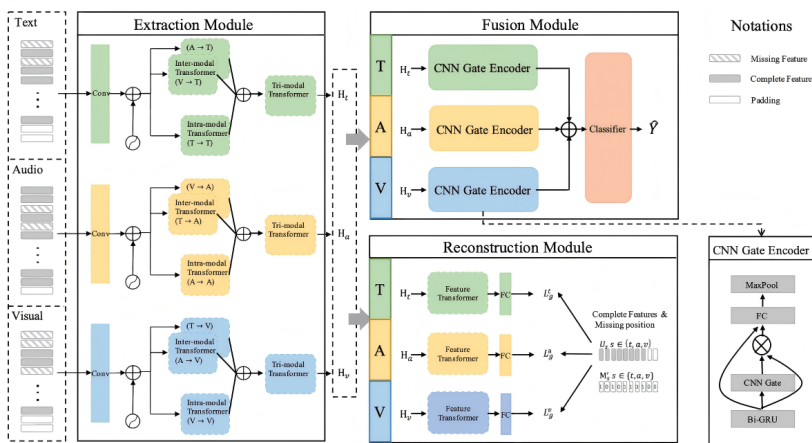 Text
Extraction Module
Conv
(A → T)
Inter-modal
Transformer
(V → T)
Intra-modal
Transformer
(T → T)
Tri-modal
Transformer
H_t
Audio
Conv
(V → A)
Inter-modal
Transformer
(T → A)
Intra-modal
Transformer
(A → A)
Tri-modal
Transformer
H_a
Visual
Conv
(T → V)
Inter-modal
Transformer
(A → V)
Intra-modal
Transformer
(V → V)
Tri-modal
Transformer
H_v
Fusion Module
T
H_t
CNN Gate Encoder
A
H_a
CNN Gate Encoder
V
H_v
CNN Gate Encoder
Classifier
Ŷ
Reconstruction Module
T
H_t
Feature
Transformer
FC
L_g^t
A
H_a
Feature
Transformer
FC
L_g^a
V
H_v
Feature
Transformer
FC
L_g^v
Complete Features &
Missing position
U, s ∈ {t, a, v}
s ∈ {t, a, v}
Notations
Missing Feature
Complete Feature
Padding
CNN Gate Encoder
MaxPool
FC
CNN Gate
Bi-GRU